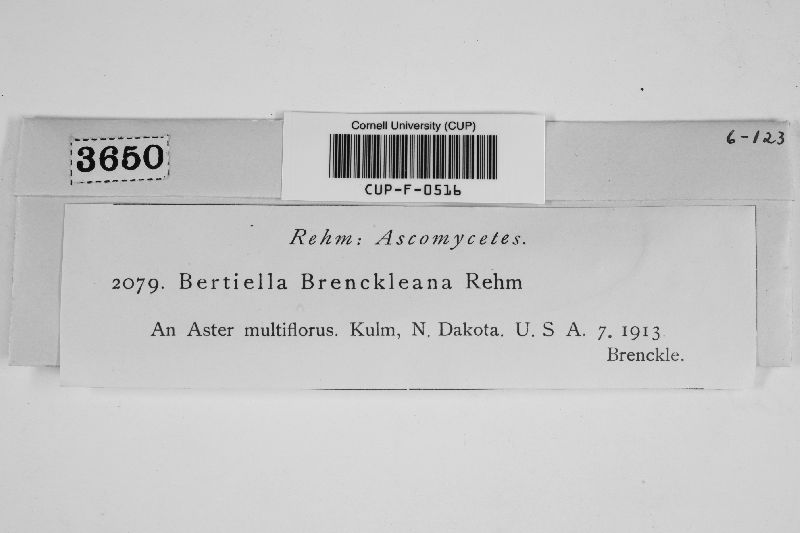 Cornell University (CUP)
CUP-F-0516
3650
6-123
Rehm: Ascomycetes.
2079. Bertiella Brenckleana Rehm
An Aster multiflorus. Kulm, N. Dakota. U. S A. 7. 1913.
Brenckle.